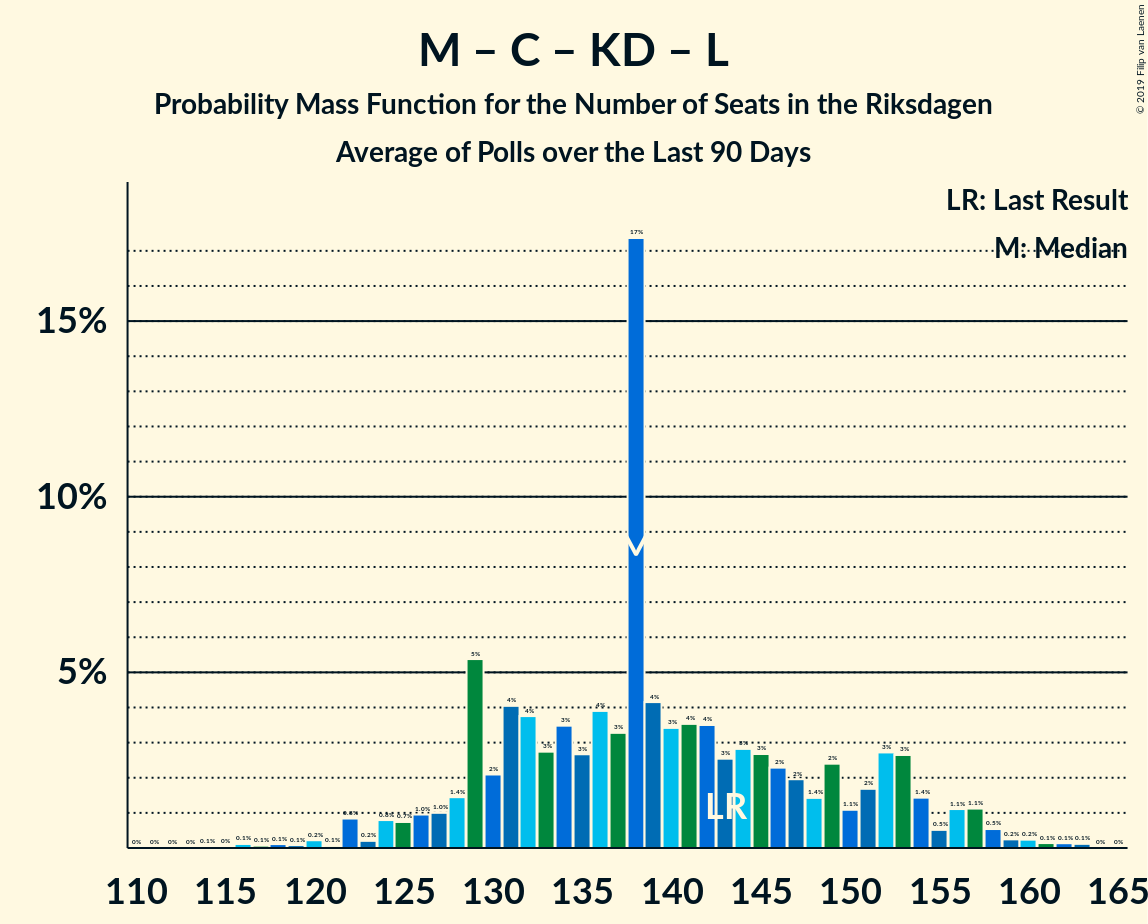 M – C – KD – L
Probability Mass Function for the Number of Seats in the Riksdagen
Average of Polls over the Last 90 Days
© 2019 Filip van Laenen
LR: Last Result
M: Median
15%
10%
5%
0% 0% 0% 0% 0.1% 0% 0.1% 0.1% 0.1% 0.1% 0.2% 0.1% 0.8% 0.2% 0.8% 0.7% 1.0% 1.0% 1.4% 5% 2% 4% 4% 3% 3% 3% 4% 3% 17% 4% 3% 4% 4% 3% 3% 3% 2% 2% 1.4% 2% 1.1% 2% 3% 3% 1.4% 0.5% 1.1% 1.1% 0.5% 0.2% 0.2% 0.1% 0.1% 0.1% 0% 0%
M
LR
110 115 120 125 130 135 140 145 150 155 160 165